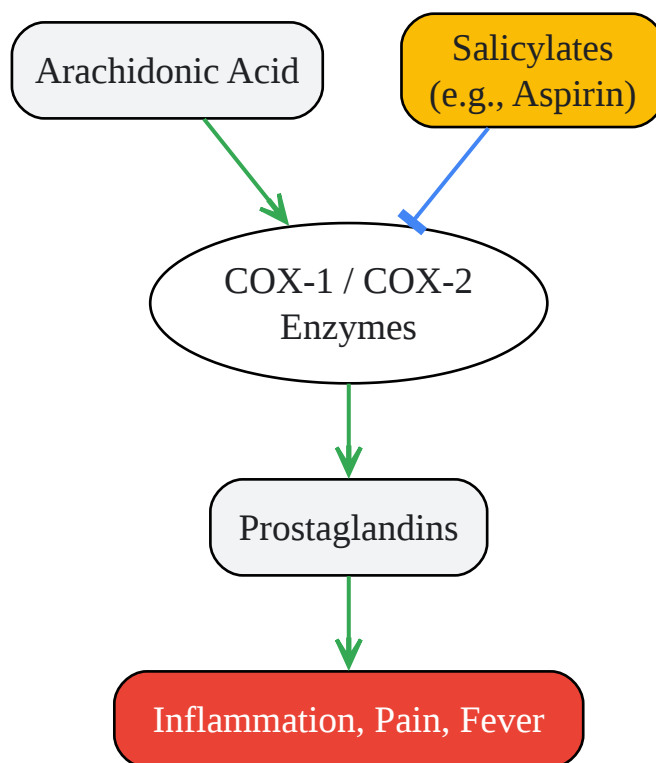 Arachidonic Acid
Salicylates
(e.g., Aspirin)
COX-1 / COX-2
Enzymes
Prostaglandins
Inflammation, Pain, Fever